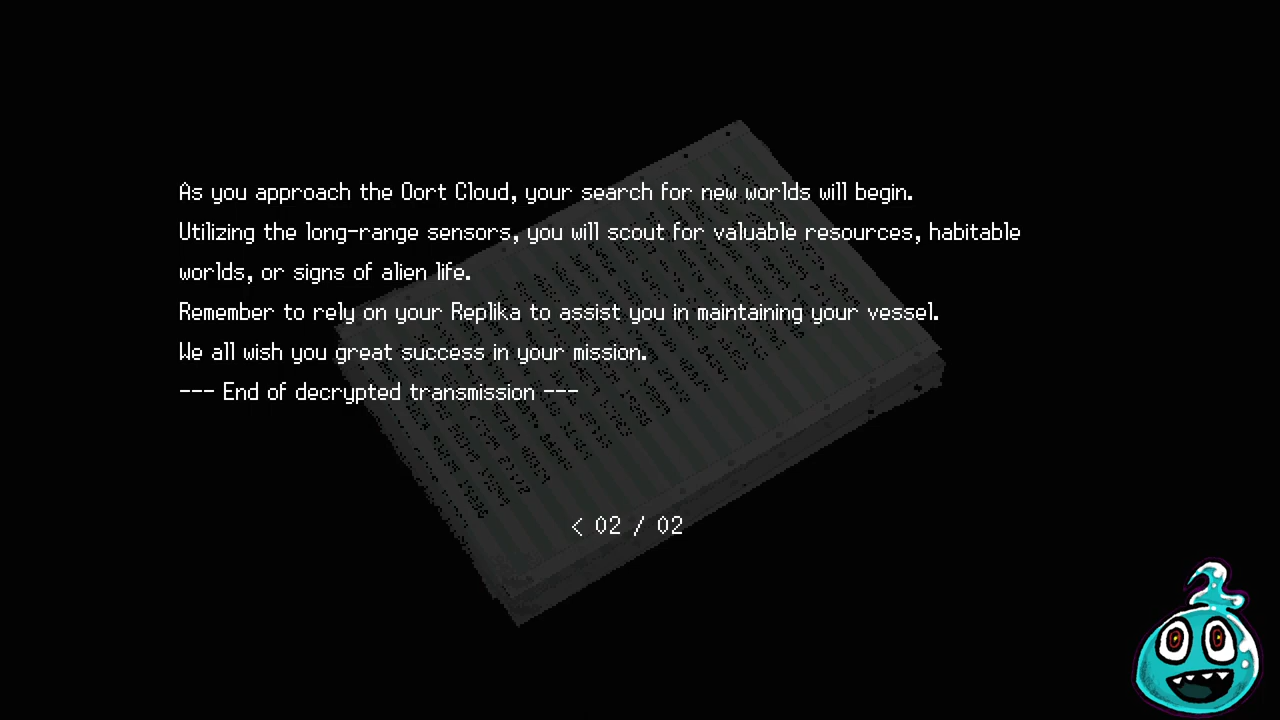 As you approach the Oort Cloud, your search for new worlds will begin.
Utilizing the long-range sensors, you will scout for valuable resources, habitable
worlds, or signs of alien life.
Remember to rely on your Replika to assist you in maintaining your vessel.
We all wish you great success in your mission.
--- End of decrypted transmission ---
< 02 / 02